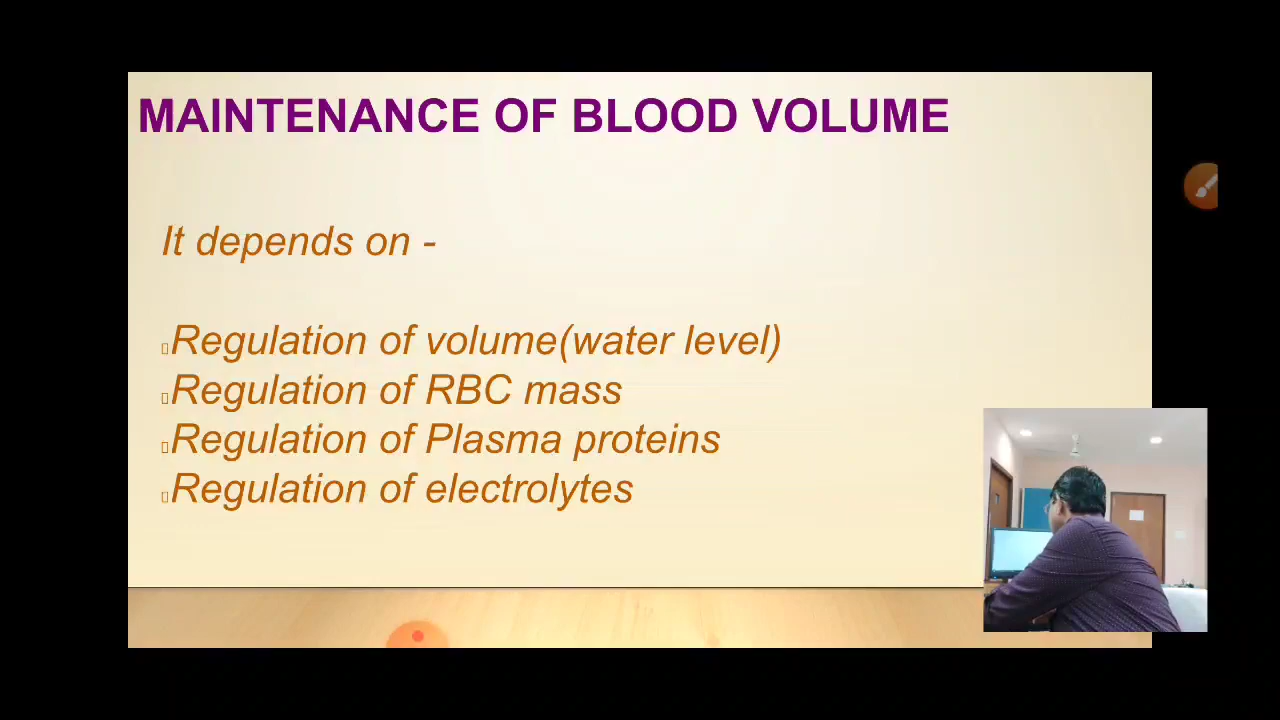 MAINTENANCE OF BLOOD VOLUME
It depends on -
Regulation of volume(water level)
Regulation of RBC mass
Regulation of Plasma proteins
Regulation of electrolytes